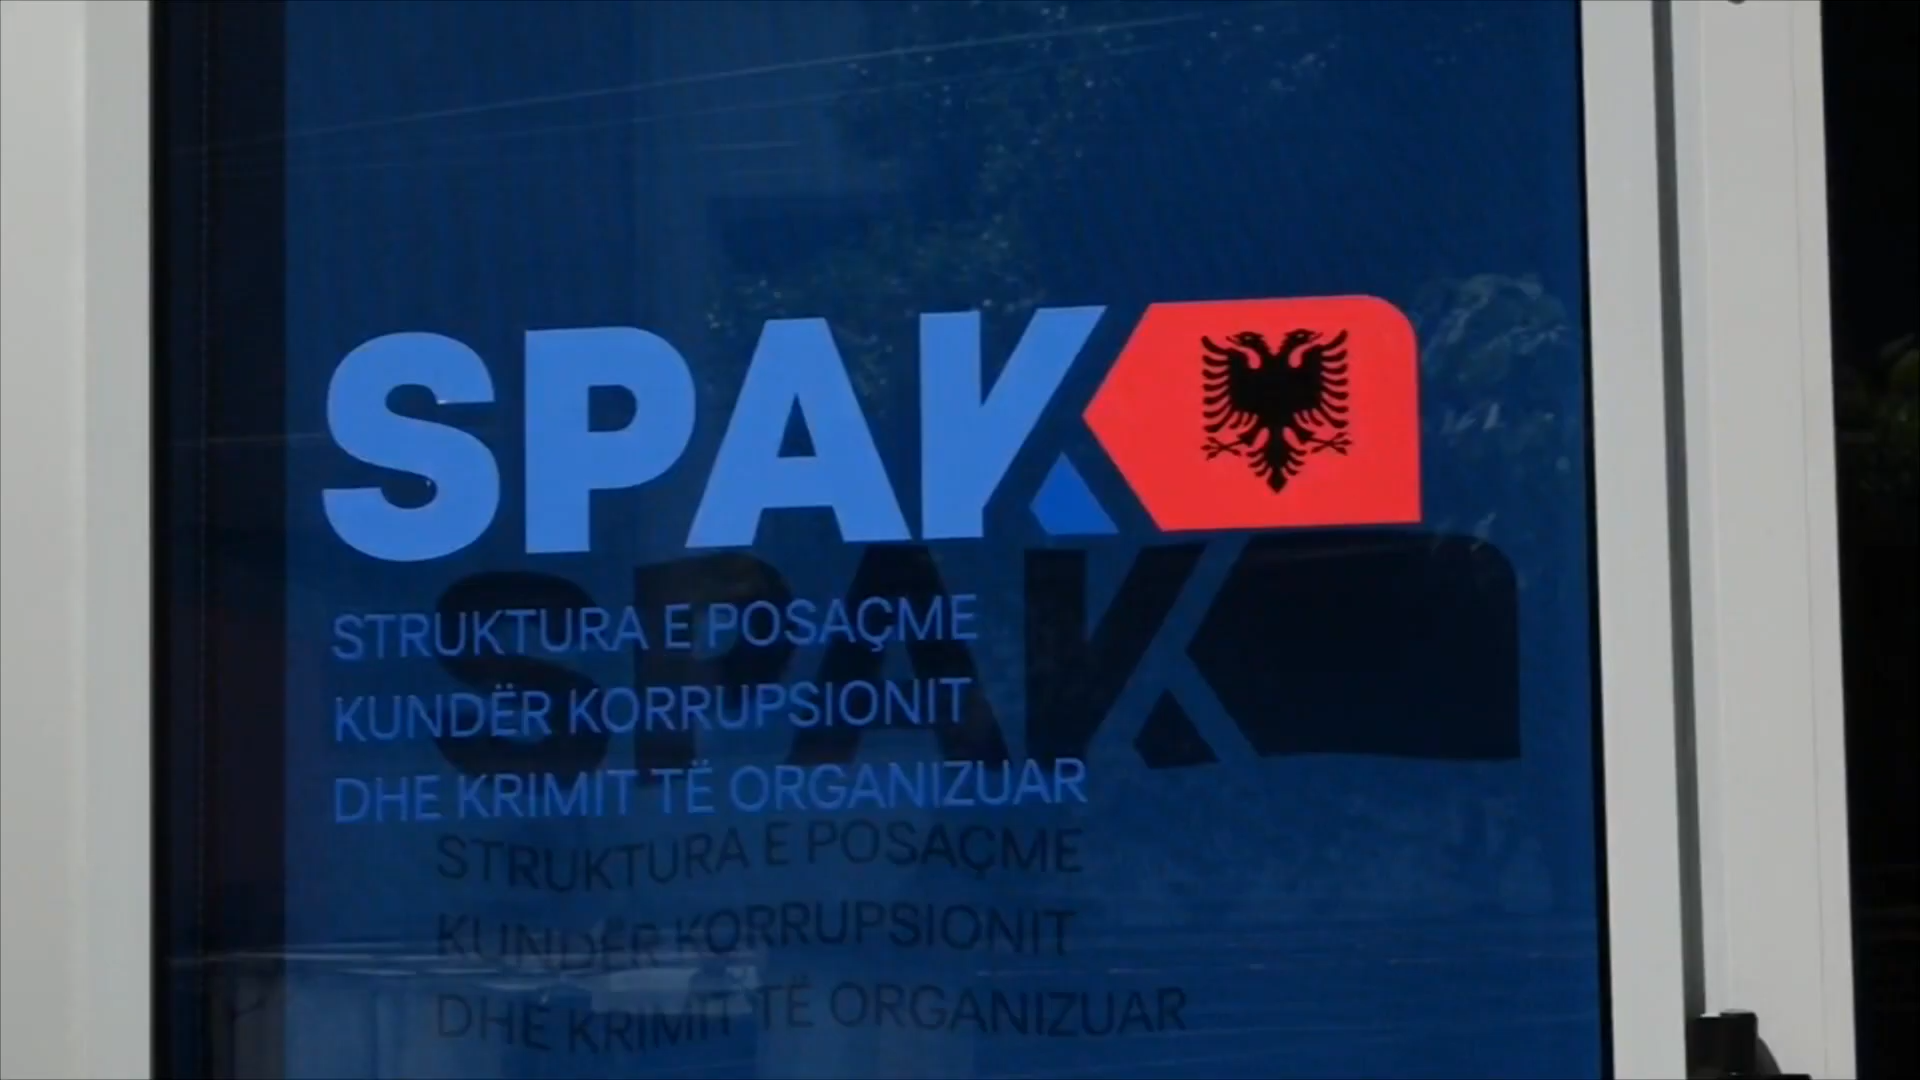 SPAK
STRUKTURA E POSAÇME
KUNDËR KORRUPSIONIT
DHE KRIMIT TË ORGANIZUAR
SPAK
STRUKTURA E POSAÇME
KUNDËR KORRUPSIONIT
DHE KRIMIT TË ORGANIZUAR